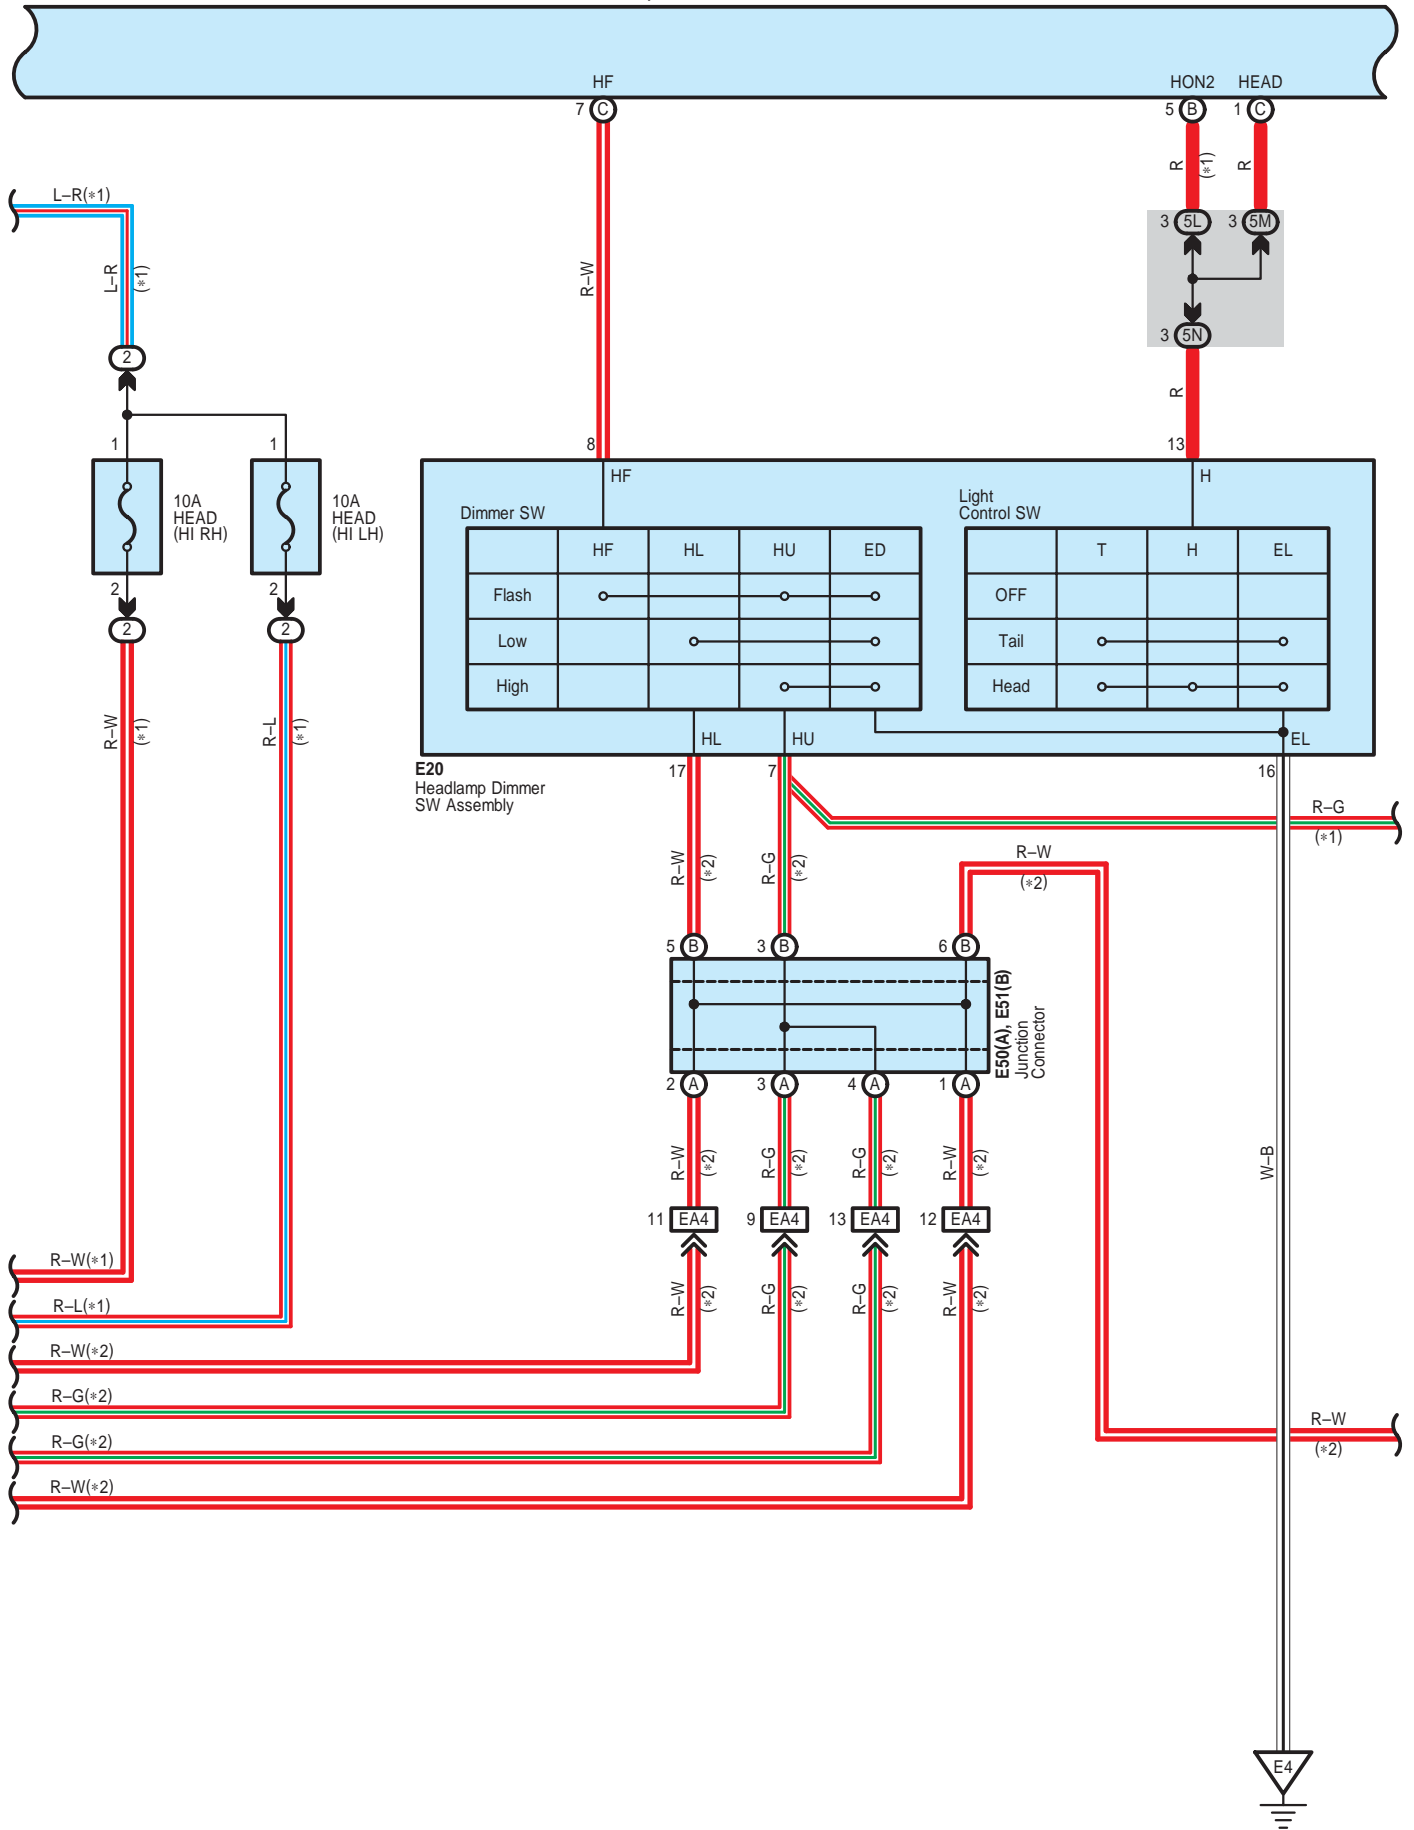 HF
HON2
HEAD
7 C
5 B
1 C
R
(*1)
R
L–R(*1)
3 5L
3 5M
L–R
(*1)
R–W
3 5N
2
R
1
1
8
13
HF
H
10A
HEAD
(HI RH)
10A
HEAD
(HI LH)
Dimmer SW
Light
Control SW
HF HL HU ED
T H EL
Flash
OFF
Low
Tail
High
Head
2
2
2
2
R–W
(*1)
R–L
(*1)
HL
HU
EL
E20
Headlamp Dimmer
SW Assembly
17
7
16
R–G
(*1)
R–W
(*2)
R–G
(*2)
R–W
(*2)
5 B
3 B
6 B
E50(A), E51(B)
Junction
Connector
2 A
3 A
4 A
1 A
R–W
(*2)
R–G
(*2)
R–G
(*2)
R–W
(*2)
W–B
11 EA4
9 EA4
13 EA4
12 EA4
R–W(*1)
R–W
(*2)
R–G
(*2)
R–G
(*2)
R–W
(*2)
R–L(*1)
R–W(*2)
R–G(*2)
R–W
(*2)
R–G(*2)
R–W(*2)
E4